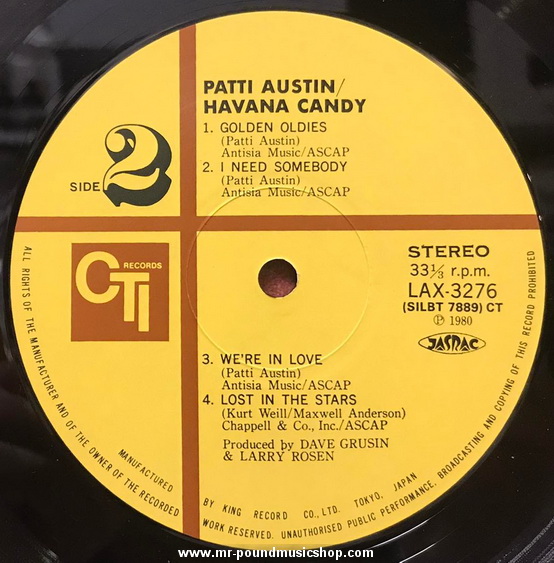 PATTI AUSTIN/
HAVANA CANDY
1. GOLDEN OLDIES
(Patti Austin)
Antisia Music/ASCAP
2. I NEED SOMEBODY
(Patti Austin)
Antisia Music/ASCAP
SIDE 2
CTI RECORDS
STEREO
33⅓ r.p.m.
LAX-3276
(SILBT 7889) CT
Ⓟ 1980
JASRAC
3. WE'RE IN LOVE
(Patti Austin)
Antisia Music/ASCAP
4. LOST IN THE STARS
(Kurt Weill/Maxwell Anderson)
Chappell & Co., Inc./ASCAP
Produced by DAVE GRUSIN
& LARRY ROSEN
MANUFACTURED BY KING RECORD CO., LTD. TOKYO, JAPAN
ALL RIGHTS OF THE MANUFACTURER AND OF THE OWNER OF THE RECORDED WORK RESERVED. UNAUTHORISED PUBLIC PERFORMANCE, BROADCASTING AND COPYING OF THIS RECORD PROHIBITED
www.mr-poundmusicshop.com